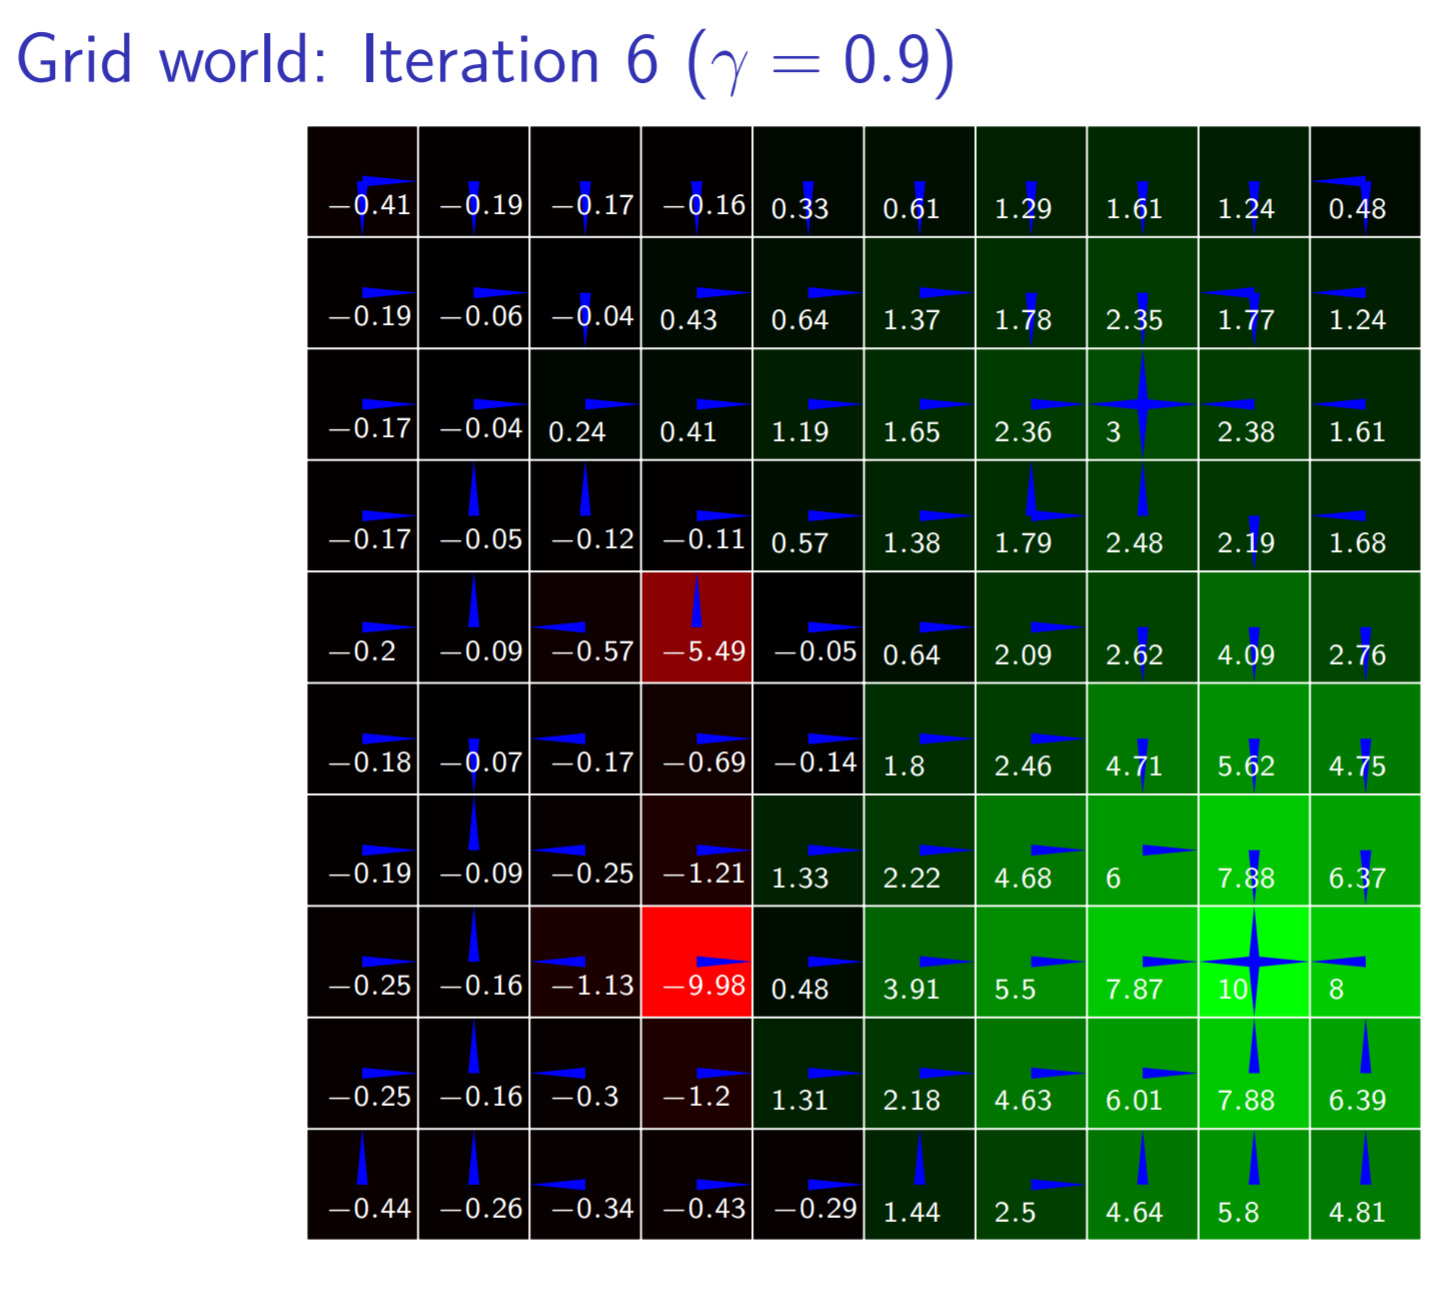 Grid world: Iteration 6 (γ = 0.9)
−0.41 −0.19 −0.17 −0.16 0.33 0.61 1.29 1.61 1.24 0.48
−0.19 −0.06 −0.04 0.43 0.64 1.37 1.78 2.35 1.77 1.24
−0.17 −0.04 0.24 0.41 1.19 1.65 2.36 3 2.38 1.61
−0.17 −0.05 −0.12 −0.11 0.57 1.38 1.79 2.48 2.19 1.68
−0.2 −0.09 −0.57 −5.49 −0.05 0.64 2.09 2.62 4.09 2.76
−0.18 −0.07 −0.17 −0.69 −0.14 1.8 2.46 4.71 5.62 4.75
−0.19 −0.09 −0.25 −1.21 1.33 2.22 4.68 6 7.88 6.37
−0.25 −0.16 −1.13 −9.98 0.48 3.91 5.5 7.87 10 8
−0.25 −0.16 −0.3 −1.2 1.31 2.18 4.63 6.01 7.88 6.39
−0.44 −0.26 −0.34 −0.43 −0.29 1.44 2.5 4.64 5.8 4.81